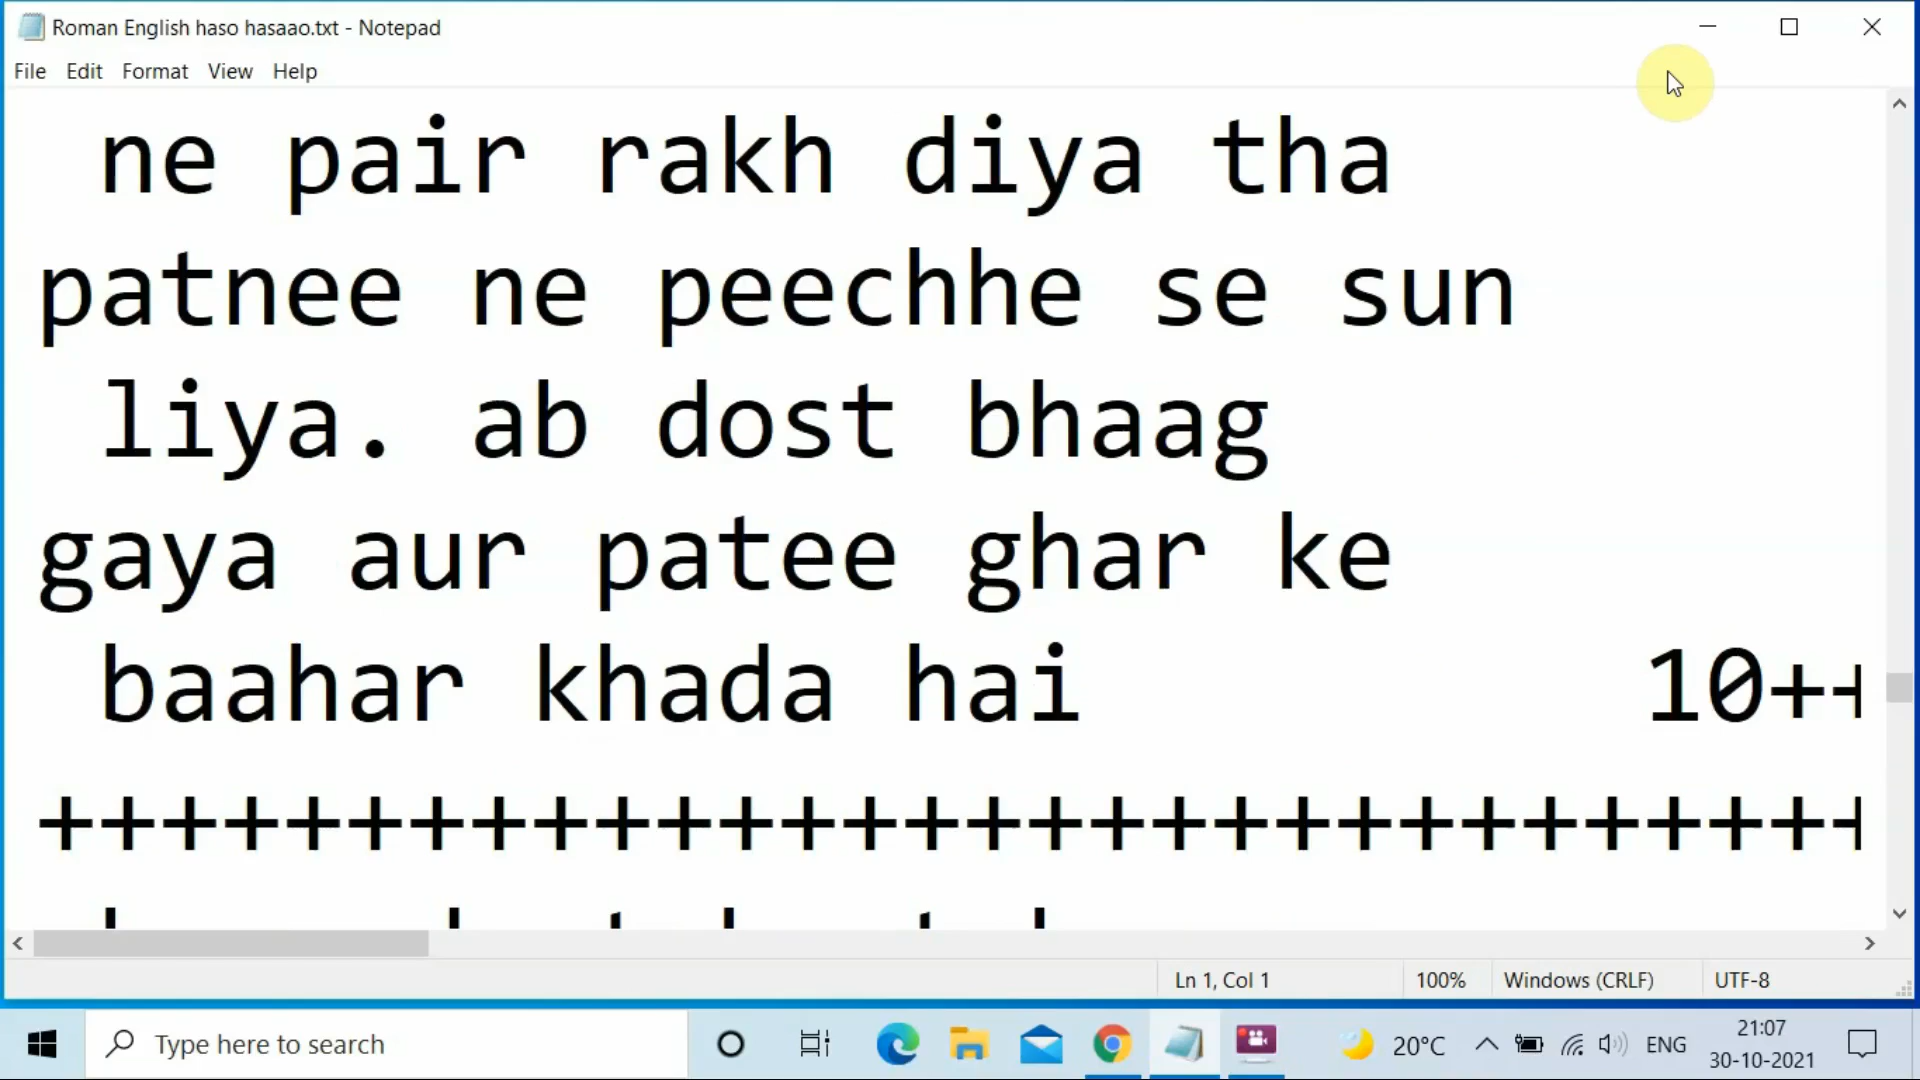 Roman English haso hasaao.txt - Notepad
File Edit Format View Help
ne pair rakh diya tha
patnee ne peechhe se sun
liya. ab dost bhaag
gaya aur patee ghar ke
baahar khada hai 10++
++++++++++++++++++++++++++++++
Ln 1, Col 1 100% Windows (CRLF) UTF-8
Type here to search 20°C ENG 21:07
30-10-2021